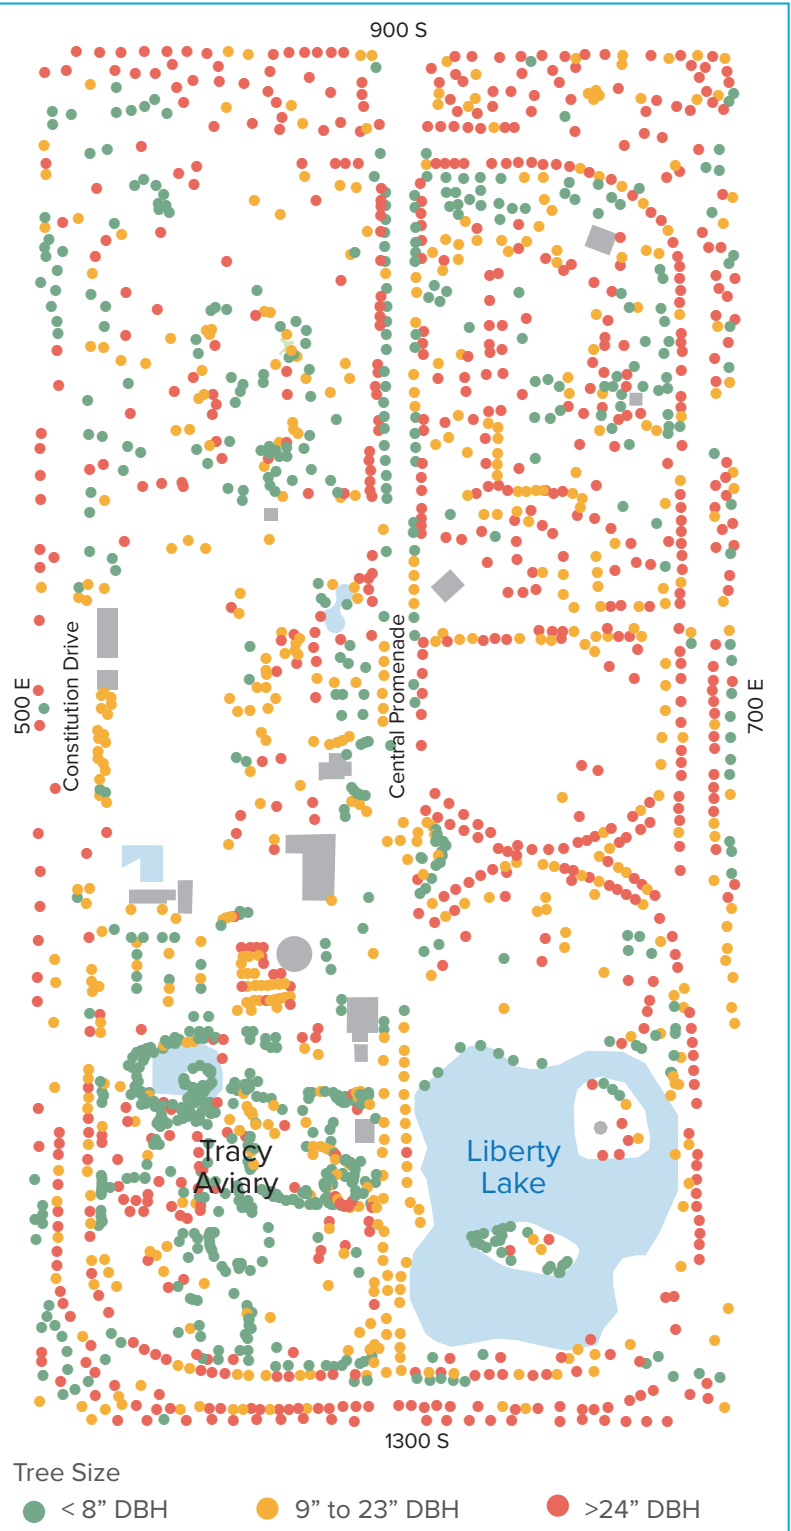 900 S
Constitution Drive
500 E
Central Promenade
700 E
Tracy
Aviary
Liberty
Lake
1300 S
Tree Size
< 8” DBH
9” to 23” DBH
>24” DBH